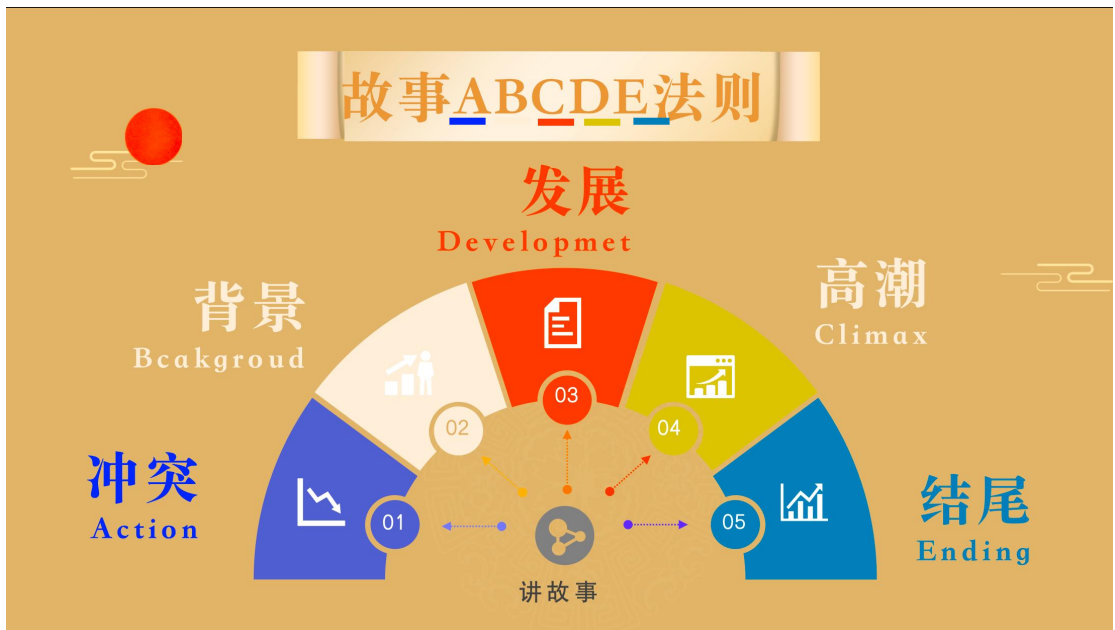 故事ABCDE法则
发展
Developmet
背景
Bcakgroud
高潮
Climax
冲突
Action
结尾
Ending
01
02
03
04
05
讲故事